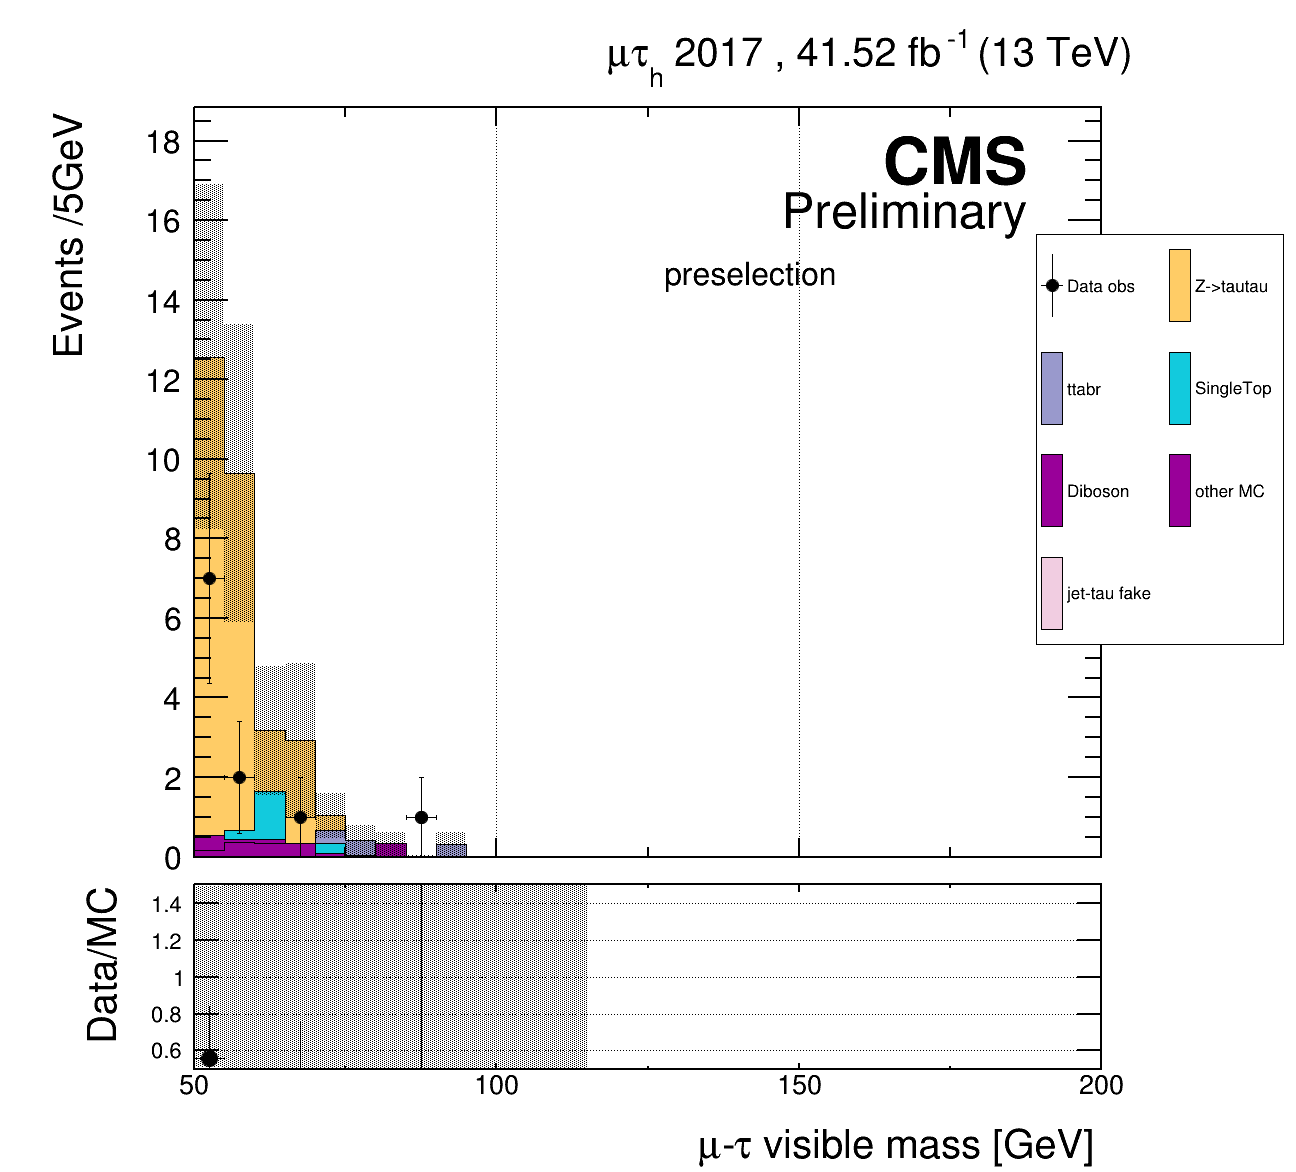 μτh 2017 , 41.52 fb-1 (13 TeV)
Events /5GeV
18
16
14
12
10
8
6
4
2
0
CMS
Preliminary
preselection
Data obs
Z->tautau
ttabr
SingleTop
Diboson
other MC
jet-tau fake
Data/MC
1.4
1.2
1
0.8
0.6
50 100 150 200
μ-τ visible mass [GeV]